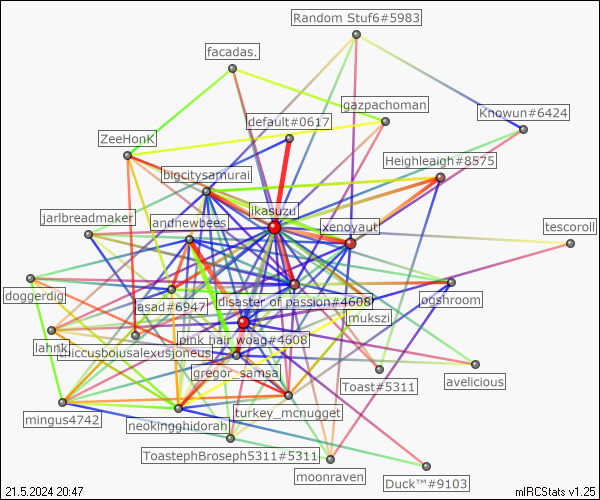 Random Stuf6#5983
facadas.
gazpachoman
default#0617
Knowun#6424
ZeeHonK
Heighleigh#8575
bigcitysamurai
ikasuzu
jarlbreadmaker
andnewbees
xenoyaut
tescoroll
doggerdig
asad#6947
disaster of passion#4608
ogshroom
mukszi
pink hair woag#4608
lahnk
gregor_samsa
Toast#5311
avelicious
mingus4742
turkey_mcnugget
neokingghidorah
ToastephBroseph5311#5311
moonraven
Duck™#9103
21.5.2024 20:47
mIRCStats v1.25